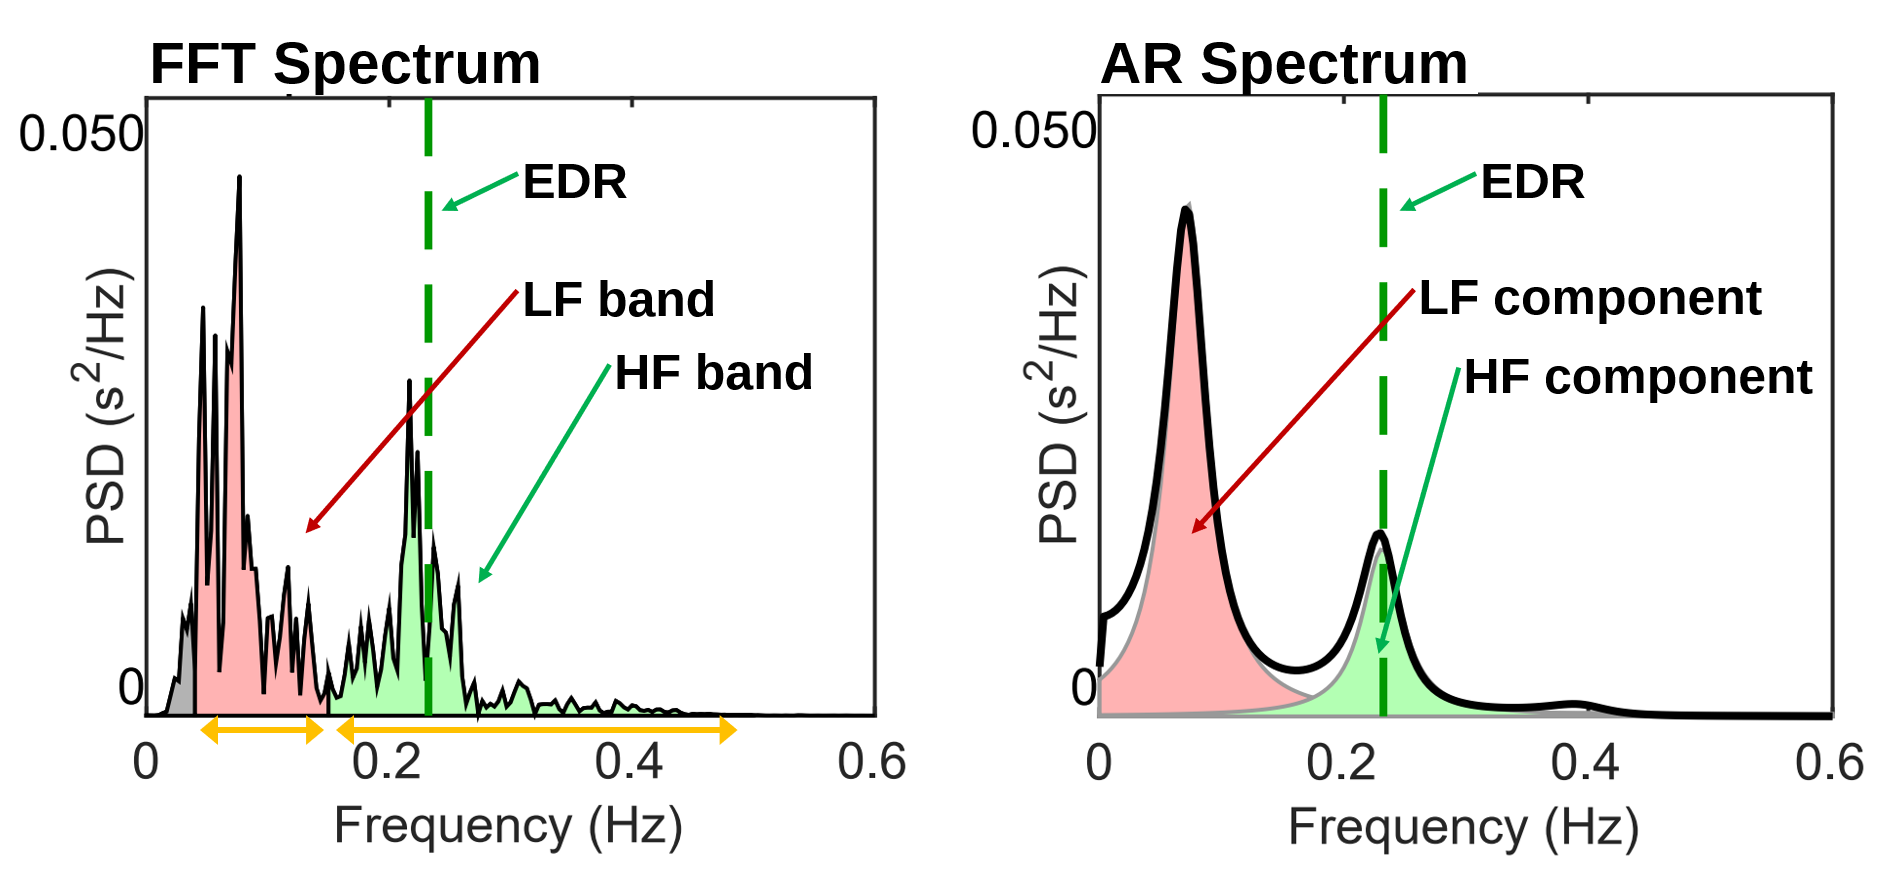 FFT Spectrum
0.050
EDR
LF band
HF band
PSD (s²/Hz)
0
0 0.2 0.4 0.6
Frequency (Hz)
AR Spectrum
0.050
EDR
LF component
HF component
PSD (s²/Hz)
0
0 0.2 0.4 0.6
Frequency (Hz)